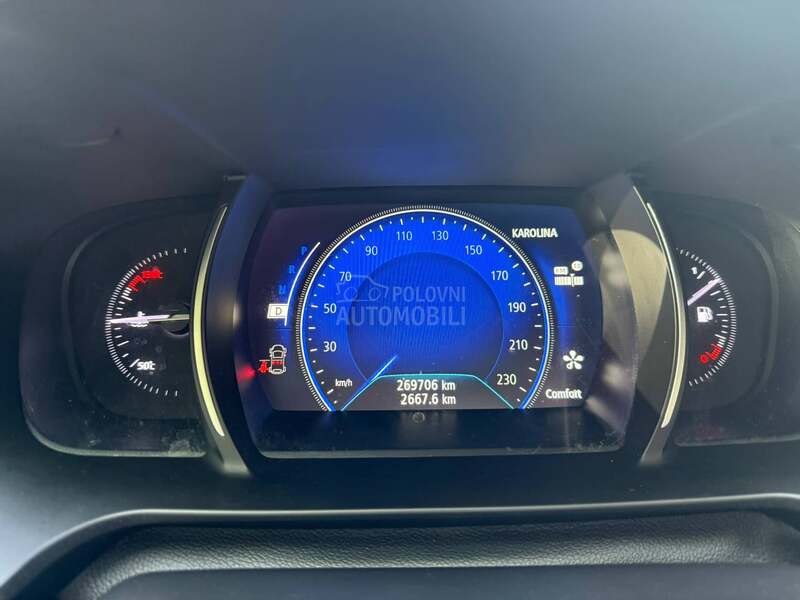 KAROLINA
110 130
90 150
70 170
50 190
30 210
230
P
R
N
D
POLOVNI
AUTOMOBILI
km/h
269706 km
2667.6 km
Comfort
50